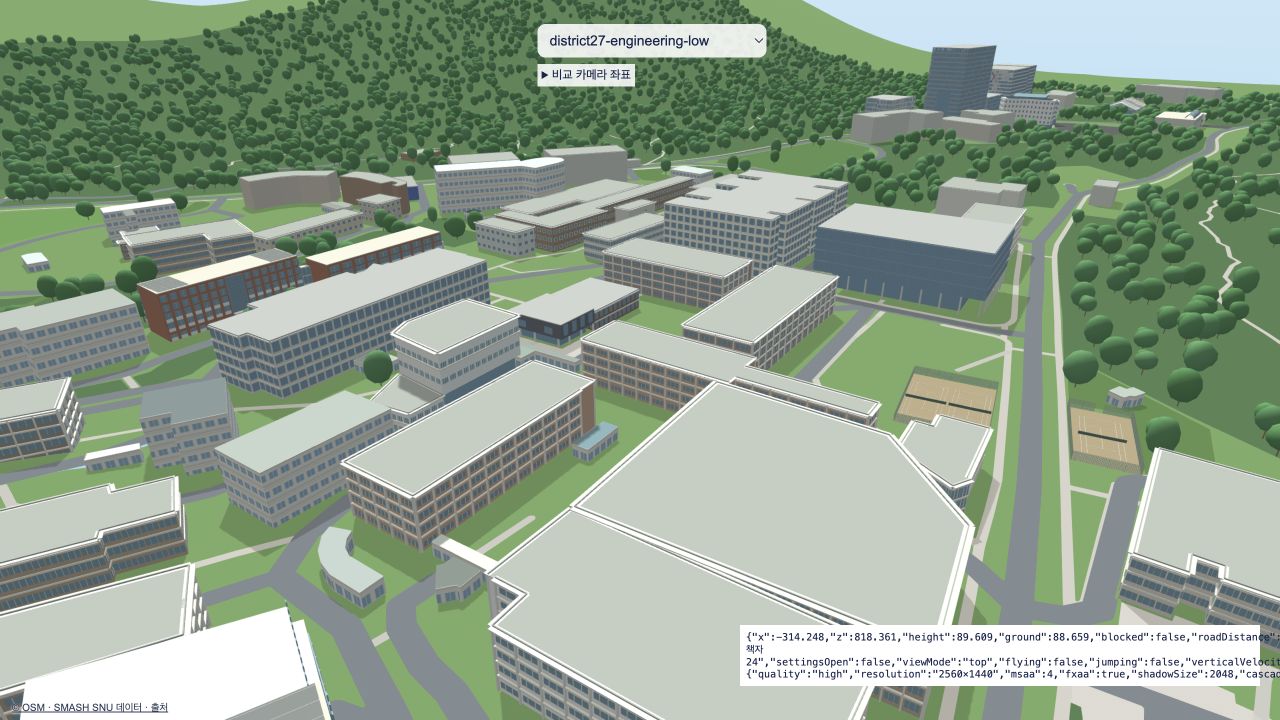 district27-engineering-low
▶ 비교 카메라 좌표
{"x":−314.248,"z":818.361,"height":89.609,"ground":88.659,"blocked":false,"roadDistance":
책자
24","settingsOpen":false,"viewMode":"top","flying":false,"jumping":false,"verticalVelocit
{"quality":"high","resolution":"2560×1440","msaa":4,"fxaa":true,"shadowSize":2048,"cascad
© OSM · SMASH SNU 데이터 · 출처